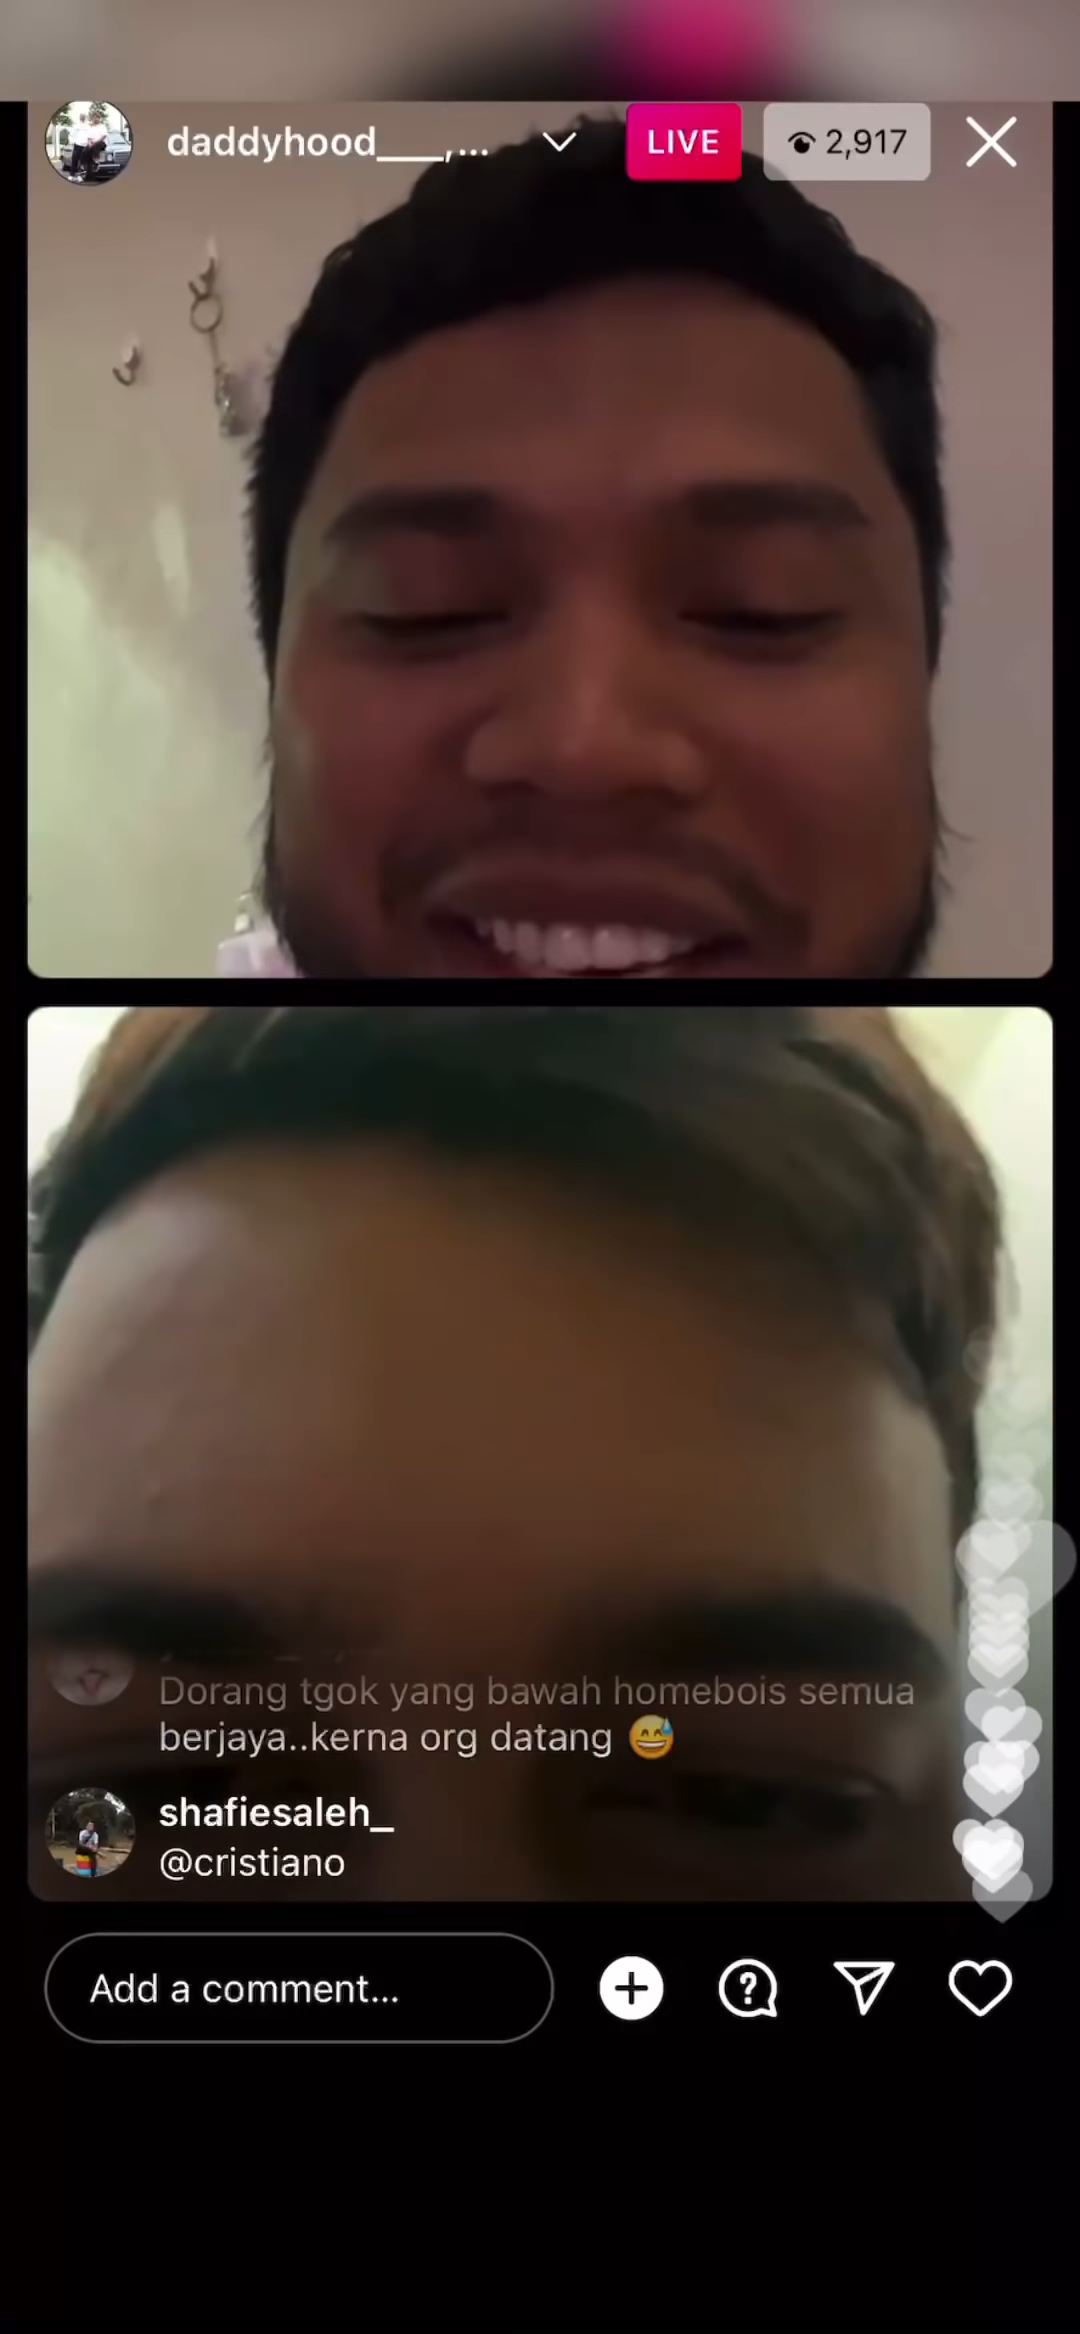 daddyhood___,...
LIVE
2,917
Dorang tgok yang bawah homebois semua
berjaya..kerna org datang 😅
shafiesaleh_
@cristiano
Add a comment...